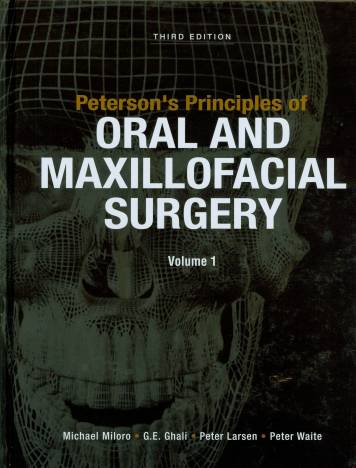 THIRD EDITION
Peterson's Principles of
ORAL AND
MAXILLOFACIAL
SURGERY
Volume 1
Michael Miloro • G.E. Ghali • Peter Larsen • Peter Waite